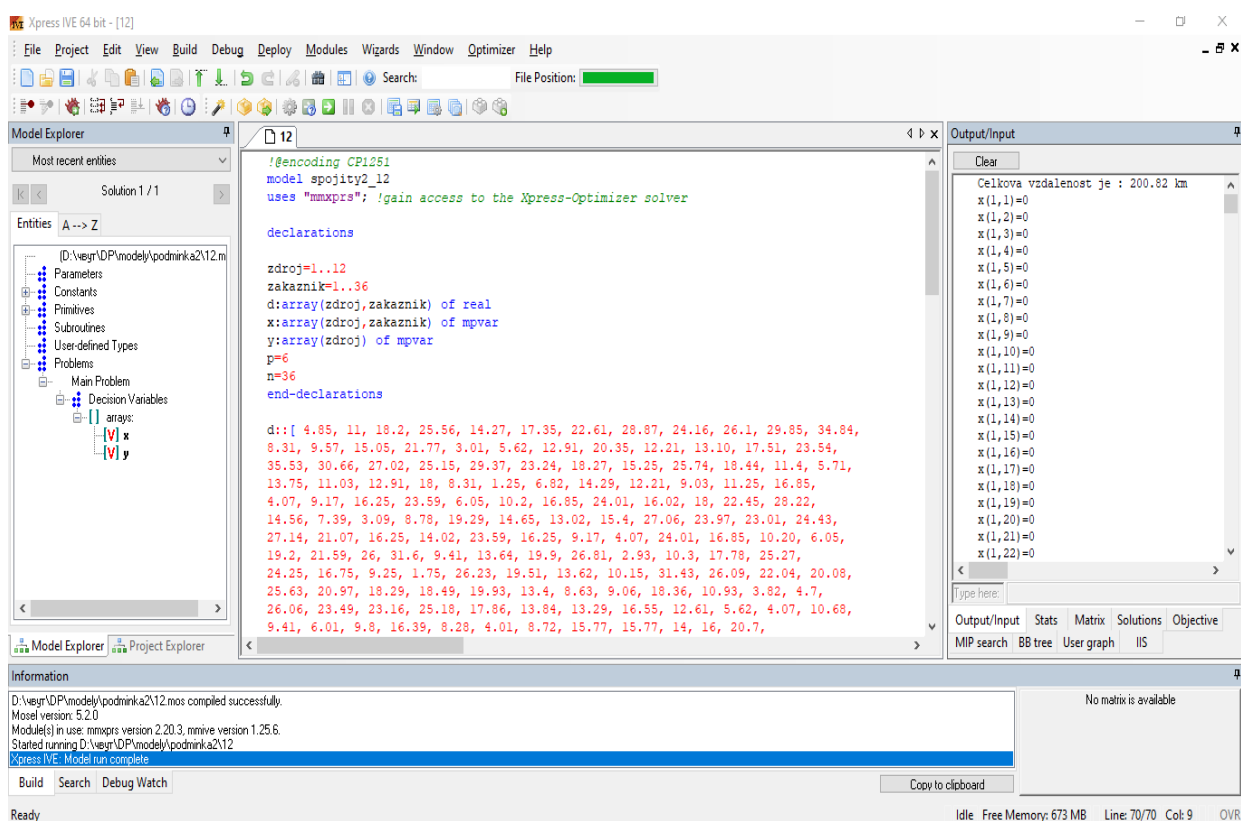 Xpress IVE 64 bit - [12]
File Project Edit View Build Debug Deploy Modules Wizards Window Optimizer Help
Search: File Position:
Model Explorer
Most recent entities
Solution 1 / 1
Entities A --> Z
(D:\чвут\DP\modely\podminka2\12.m
Parameters
Constants
Primitives
Subroutines
User-defined Types
Problems
Main Problem
Decision Variables
arrays:
x
y
Model Explorer Project Explorer
12
!@encoding CP1251
model spojity2_12
uses "mmxprs"; !gain access to the Xpress-Optimizer solver
declarations
zdroj=1..12
zakaznik=1..36
d:array(zdroj,zakaznik) of real
x:array(zdroj,zakaznik) of mpvar
y:array(zdroj) of mpvar
p=6
n=36
end-declarations
d::[ 4.85, 11, 18.2, 25.56, 14.27, 17.35, 22.61, 28.87, 24.16, 26.1, 29.85, 34.84,
8.31, 9.57, 15.05, 21.77, 3.01, 5.62, 12.91, 20.35, 12.21, 13.10, 17.51, 23.54,
35.53, 30.66, 27.02, 25.15, 29.37, 23.24, 18.27, 15.25, 25.74, 18.44, 11.4, 5.71,
13.75, 11.03, 12.91, 18, 8.31, 1.25, 6.82, 14.29, 12.21, 9.03, 11.25, 16.85,
4.07, 9.17, 16.25, 23.59, 6.05, 10.2, 16.85, 24.01, 16.02, 18, 22.45, 28.22,
14.56, 7.39, 3.09, 8.78, 19.29, 14.65, 13.02, 15.4, 27.06, 23.97, 23.01, 24.43,
27.14, 21.07, 16.25, 14.02, 23.59, 16.25, 9.17, 4.07, 24.01, 16.85, 10.20, 6.05,
19.2, 21.59, 26, 31.6, 9.41, 13.64, 19.9, 26.81, 2.93, 10.3, 17.78, 25.27,
24.25, 16.75, 9.25, 1.75, 26.23, 19.51, 13.62, 10.15, 31.43, 26.09, 22.04, 20.08,
25.63, 20.97, 18.29, 18.49, 19.93, 13.4, 8.63, 9.06, 18.36, 10.93, 3.82, 4.7,
26.06, 23.49, 23.16, 25.18, 17.86, 13.84, 13.29, 16.55, 12.61, 5.62, 4.07, 10.68,
9.41, 6.01, 9.8, 16.39, 8.28, 4.01, 8.72, 15.77, 15.77, 14, 16, 20.7,
Output/Input
Clear
Celkova vzdalenost je : 200.82 km
x(1,1)=0
x(1,2)=0
x(1,3)=0
x(1,4)=0
x(1,5)=0
x(1,6)=0
x(1,7)=0
x(1,8)=0
x(1,9)=0
x(1,10)=0
x(1,11)=0
x(1,12)=0
x(1,13)=0
x(1,14)=0
x(1,15)=0
x(1,16)=0
x(1,17)=0
x(1,18)=0
x(1,19)=0
x(1,20)=0
x(1,21)=0
x(1,22)=0
Type here:
Output/Input Stats Matrix Solutions Objective
MIP search BB tree User graph IIS
Information
D:\чвут\DP\modely\podminka2\12.mos compiled successfully.
Mosel version: 5.2.0
Module(s) in use: mmxprs version 2.20.3, mmive version 1.25.6.
Started running D:\чвут\DP\modely\podminka2\12
Xpress IVE: Model run complete
Build Search Debug Watch
Copy to clipboard
No matrix is available
Ready
Idle Free Memory: 673 MB Line: 70/70 Col: 9 OVR